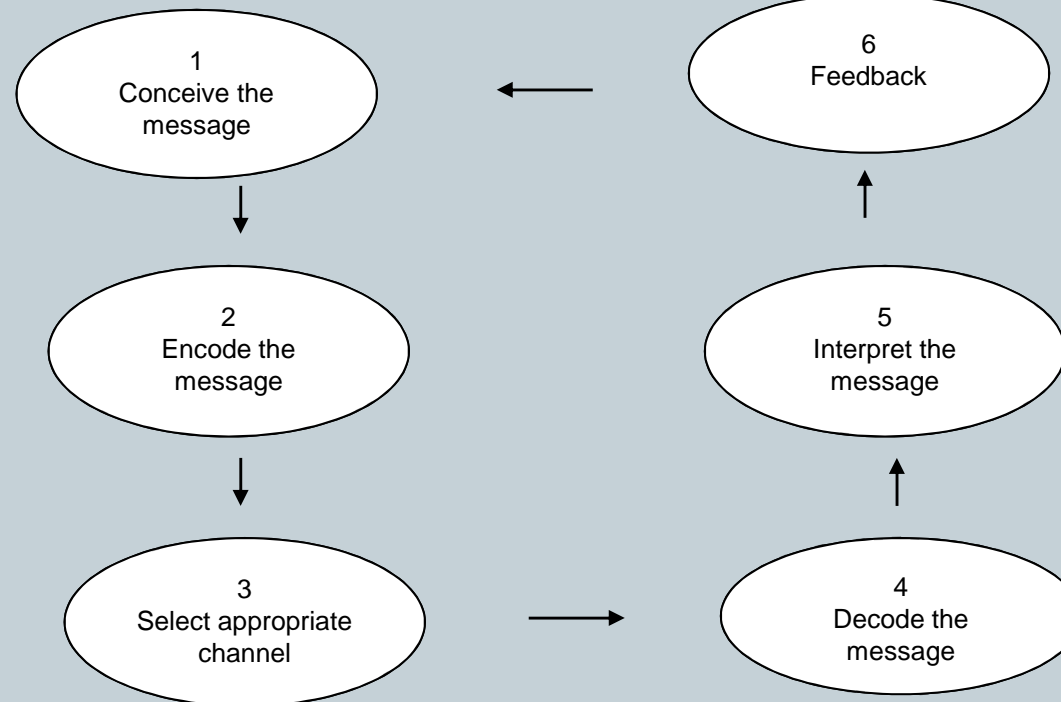 1
Conceive the
message
2
Encode the
message
3
Select appropriate
channel
4
Decode the
message
5
Interpret the
message
6
Feedback